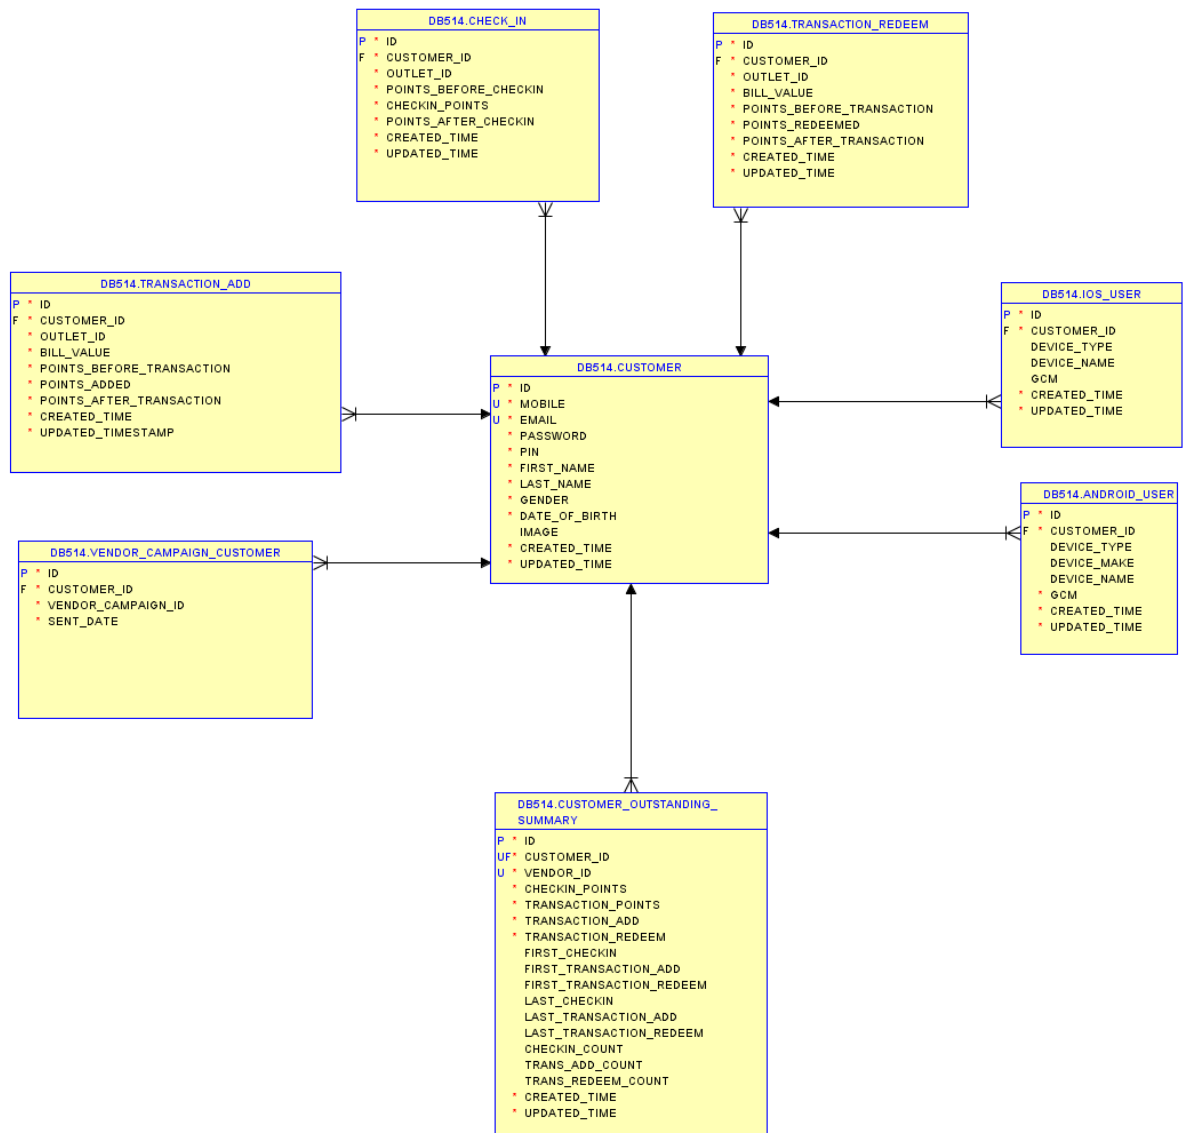 DB514.CHECK_IN
P * ID
F * CUSTOMER_ID
* OUTLET_ID
* POINTS_BEFORE_CHECKIN
* CHECKIN_POINTS
* POINTS_AFTER_CHECKIN
* CREATED_TIME
* UPDATED_TIME
DB514.TRANSACTION_REDEEM
P * ID
F * CUSTOMER_ID
* OUTLET_ID
* BILL_VALUE
* POINTS_BEFORE_TRANSACTION
* POINTS_REDEEMED
* POINTS_AFTER_TRANSACTION
* CREATED_TIME
* UPDATED_TIME
DB514.TRANSACTION_ADD
P * ID
F * CUSTOMER_ID
* OUTLET_ID
* BILL_VALUE
* POINTS_BEFORE_TRANSACTION
* POINTS_ADDED
* POINTS_AFTER_TRANSACTION
* CREATED_TIME
* UPDATED_TIMESTAMP
DB514.CUSTOMER
P * ID
U * MOBILE
U * EMAIL
* PASSWORD
* PIN
* FIRST_NAME
* LAST_NAME
* GENDER
* DATE_OF_BIRTH
IMAGE
* CREATED_TIME
* UPDATED_TIME
DB514.IOS_USER
P * ID
F * CUSTOMER_ID
DEVICE_TYPE
DEVICE_NAME
GCM
* CREATED_TIME
* UPDATED_TIME
DB514.ANDROID_USER
P * ID
F * CUSTOMER_ID
DEVICE_TYPE
DEVICE_MAKE
DEVICE_NAME
* GCM
* CREATED_TIME
* UPDATED_TIME
DB514.VENDOR_CAMPAIGN_CUSTOMER
P * ID
F * CUSTOMER_ID
* VENDOR_CAMPAIGN_ID
* SENT_DATE
DB514.CUSTOMER_OUTSTANDING_
SUMMARY
P * ID
UF* CUSTOMER_ID
U * VENDOR_ID
* CHECKIN_POINTS
* TRANSACTION_POINTS
* TRANSACTION_ADD
* TRANSACTION_REDEEM
FIRST_CHECKIN
FIRST_TRANSACTION_ADD
FIRST_TRANSACTION_REDEEM
LAST_CHECKIN
LAST_TRANSACTION_ADD
LAST_TRANSACTION_REDEEM
CHECKIN_COUNT
TRANS_ADD_COUNT
TRANS_REDEEM_COUNT
* CREATED_TIME
* UPDATED_TIME